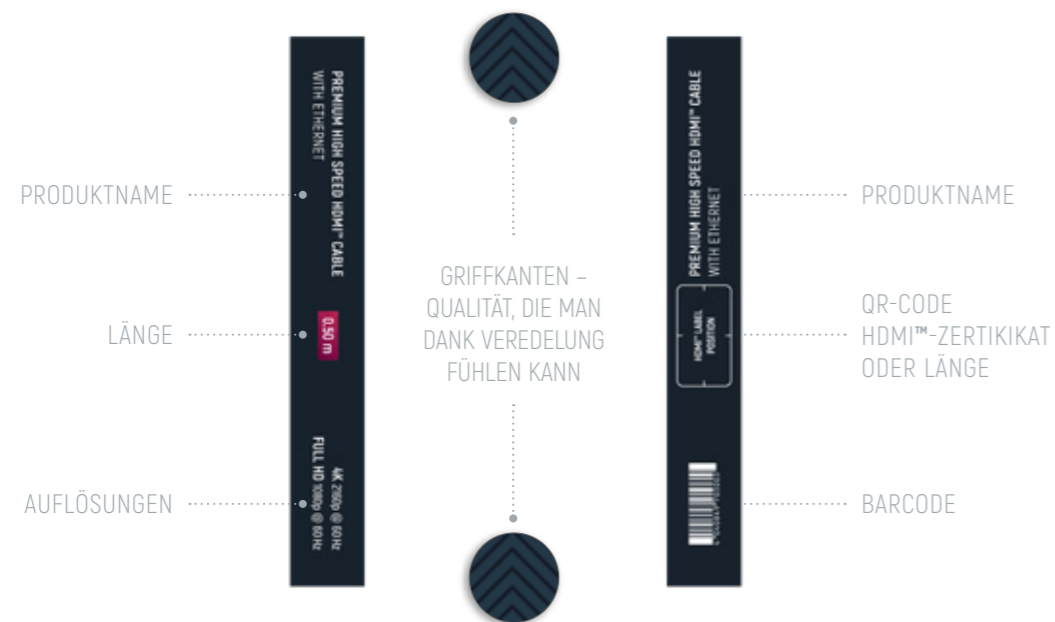 PRODUKTNAME
LÄNGE
AUFLÖSUNGEN
PREMIUM HIGH SPEED HDMI™ CABLE
WITH ETHERNET
0.50 m
4K 2160p @ 60 Hz
FULL HD 1080p @ 60 Hz
GRIFFKANTEN –
QUALITÄT, DIE MAN
DANK VEREDELUNG
FÜHLEN KANN
PREMIUM HIGH SPEED HDMI™ CABLE
WITH ETHERNET
HDMI™ LABEL
POSITION
PRODUKTNAME
QR-CODE
HDMI™-ZERTIKIKAT
ODER LÄNGE
BARCODE